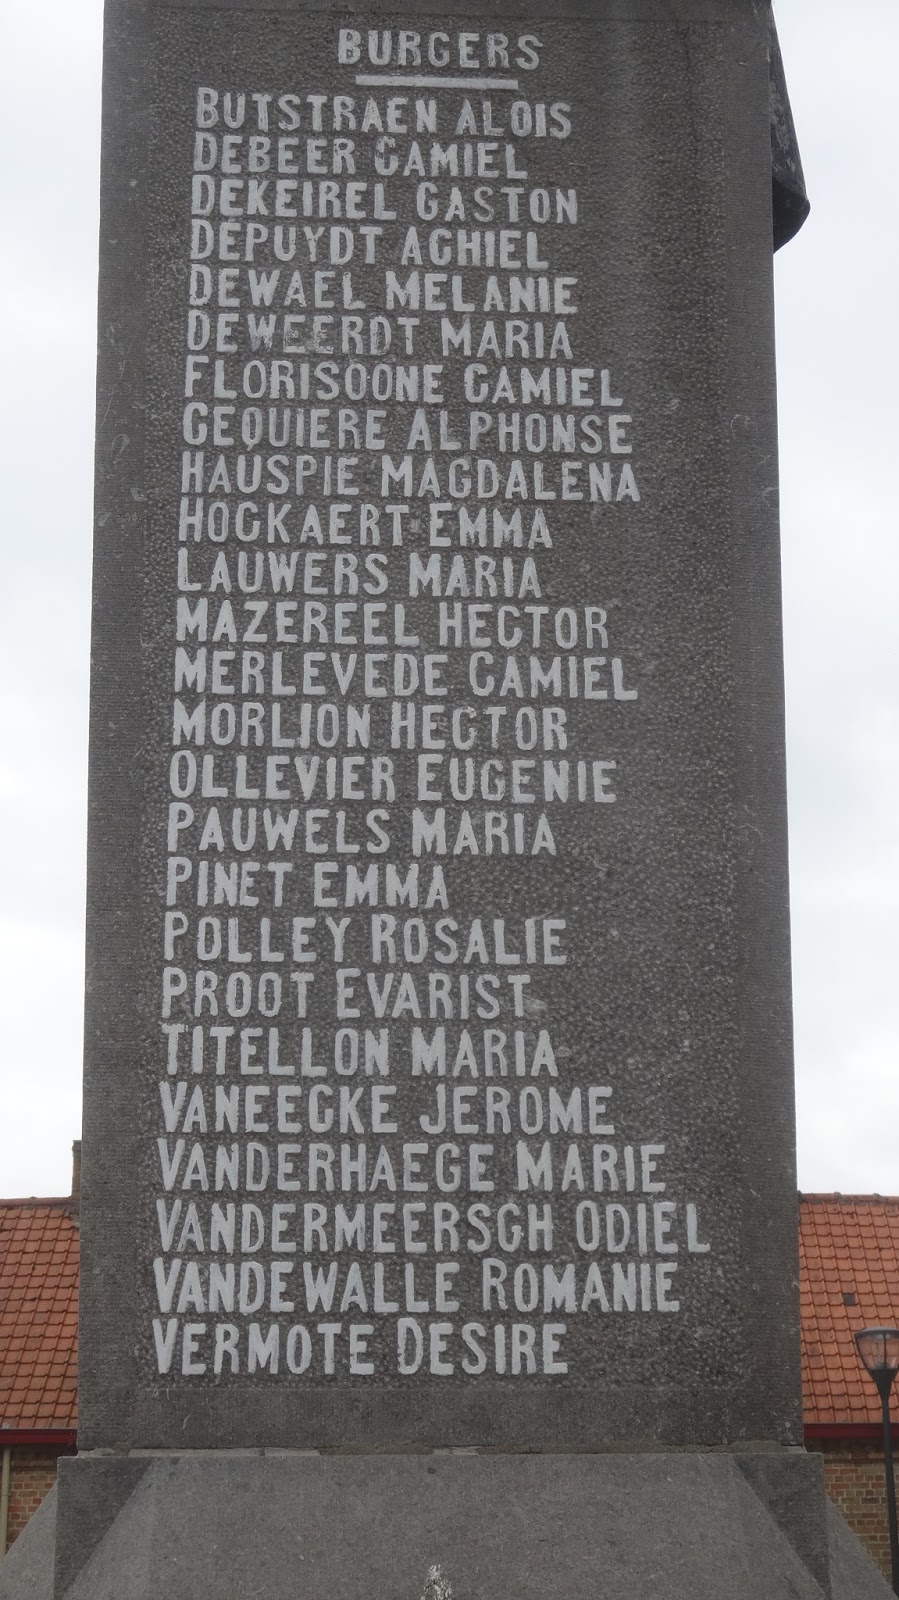 BURGERS
BUTSTRAEN ALOIS
DEBEER CAMIEL
DEKEIREL GASTON
DEPUYDT ACHIEL
DEWAEL MELANIE
DEWEERDT MARIA
FLORISOONE CAMIEL
GEQUIERE ALPHONSE
HAUSPIE MAGDALENA
HOCKAERT EMMA
LAUWERS MARIA
MAZEREEL HECTOR
MERLEVEDE CAMIEL
MORLION HECTOR
OLLEVIER EUGENIE
PAUWELS MARIA
PINET EMMA
POLLEY ROSALIE
PROOT EVARIST
TITELLON MARIA
VANEECKE JEROME
VANDERHAEGE MARIE
VANDERMEERSCH ODIEL
VANDEWALLE ROMANIE
VERMOTE DESIRE